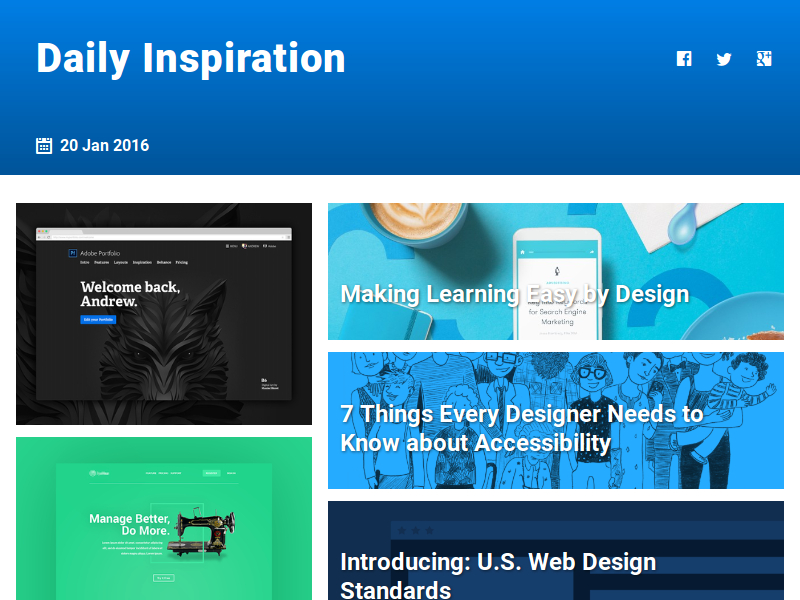 Daily Inspiration
20 Jan 2016
Adobe Portfolio
Intro Features Layouts Inspiration Behance Pricing
Welcome back,
Andrew.
Edit your Portfolio
Making Learning Easy by Design
for Search Engine
Marketing
7 Things Every Designer Needs to
Know about Accessibility
Manage Better,
Do More.
Introducing: U.S. Web Design
Standards